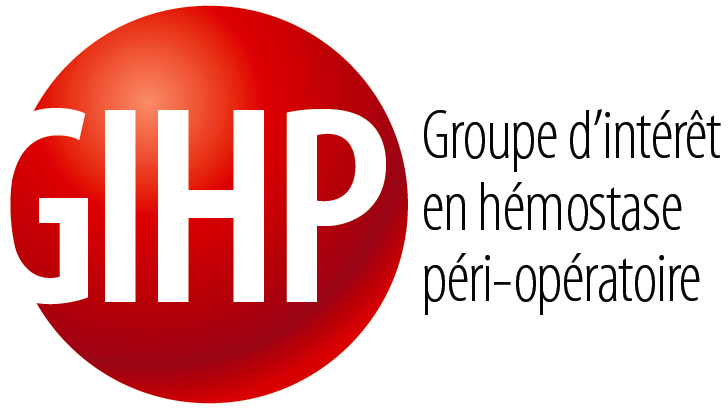 GIHP
Groupe d'intérêt
en hémostase
péri-opératoire